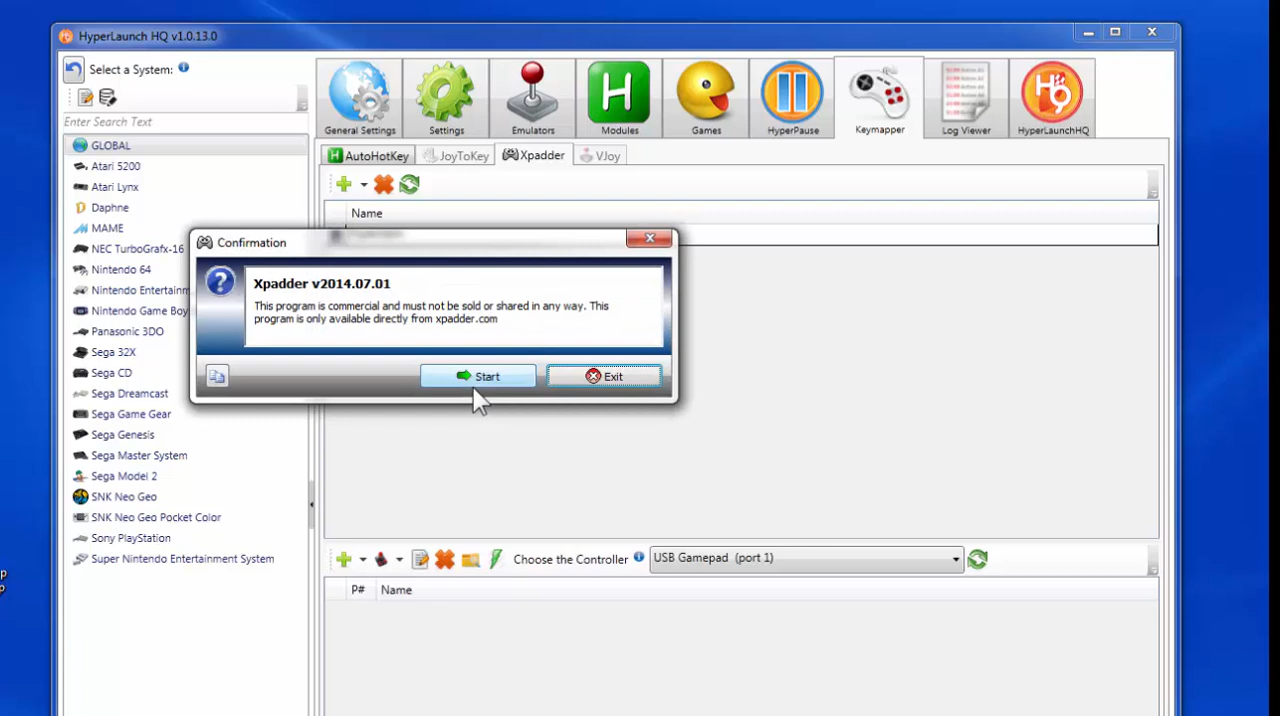 HyperLaunch HQ v1.0.13.0
Select a System:
Enter Search Text
GLOBAL
Atari 5200
Atari Lynx
Daphne
MAME
NEC TurboGrafx-16
Nintendo 64
Nintendo Entertainm
Nintendo Game Boy
Panasonic 3DO
Sega 32X
Sega CD
Sega Dreamcast
Sega Game Gear
Sega Genesis
Sega Master System
Sega Model 2
SNK Neo Geo
SNK Neo Geo Pocket Color
Sony PlayStation
Super Nintendo Entertainment System
General Settings
Settings
Emulators
Modules
Games
HyperPause
Keymapper
Log Viewer
HyperLaunchHQ
AutoHotKey
JoyToKey
Xpadder
VJoy
Name
Confirmation
Xpadder v2014.07.01
This program is commercial and must not be sold or shared in any way. This
program is only available directly from xpadder.com
Start
Exit
Choose the Controller
USB Gamepad (port 1)
P#
Name